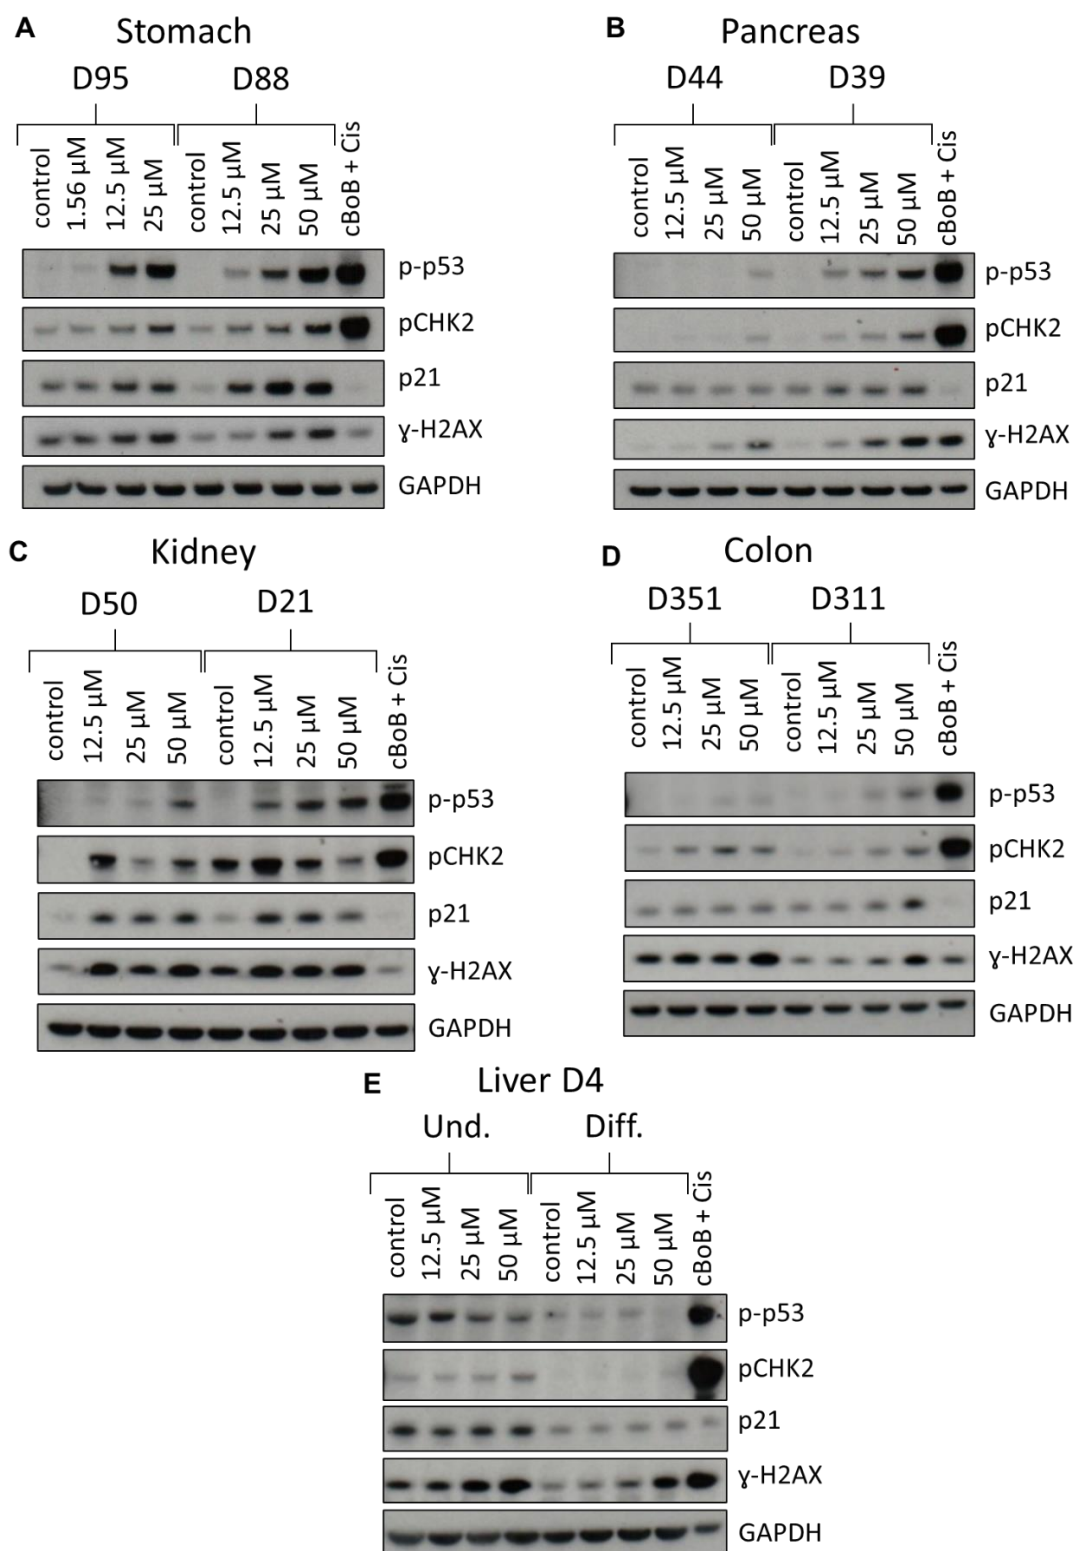 A Stomach
D95 D88
control 1.56 µM 12.5 µM 25 µM control 12.5 µM 25 µM 50 µM cBoB + Cis
p-p53
pCHK2
p21
ɣ-H2AX
GAPDH
B Pancreas
D44 D39
control 12.5 µM 25 µM 50 µM control 12.5 µM 25 µM 50 µM cBoB + Cis
p-p53
pCHK2
p21
ɣ-H2AX
GAPDH
C Kidney
D50 D21
control 12.5 µM 25 µM 50 µM control 12.5 µM 25 µM 50 µM cBoB + Cis
p-p53
pCHK2
p21
ɣ-H2AX
GAPDH
D Colon
D351 D311
control 12.5 µM 25 µM 50 µM control 12.5 µM 25 µM 50 µM cBoB + Cis
p-p53
pCHK2
p21
ɣ-H2AX
GAPDH
E Liver D4
Und. Diff.
control 12.5 µM 25 µM 50 µM control 12.5 µM 25 µM 50 µM cBoB + Cis
p-p53
pCHK2
p21
ɣ-H2AX
GAPDH